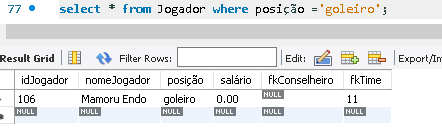 77 select * from Jogador where posição ='goleiro';
Result Grid Filter Rows: Edit: Export/Im
idJogador nomeJogador posição salário fkConselheiro fkTime
106 Mamoru Endo goleiro 0.00 NULL 11
NULL NULL NULL NULL NULL NULL